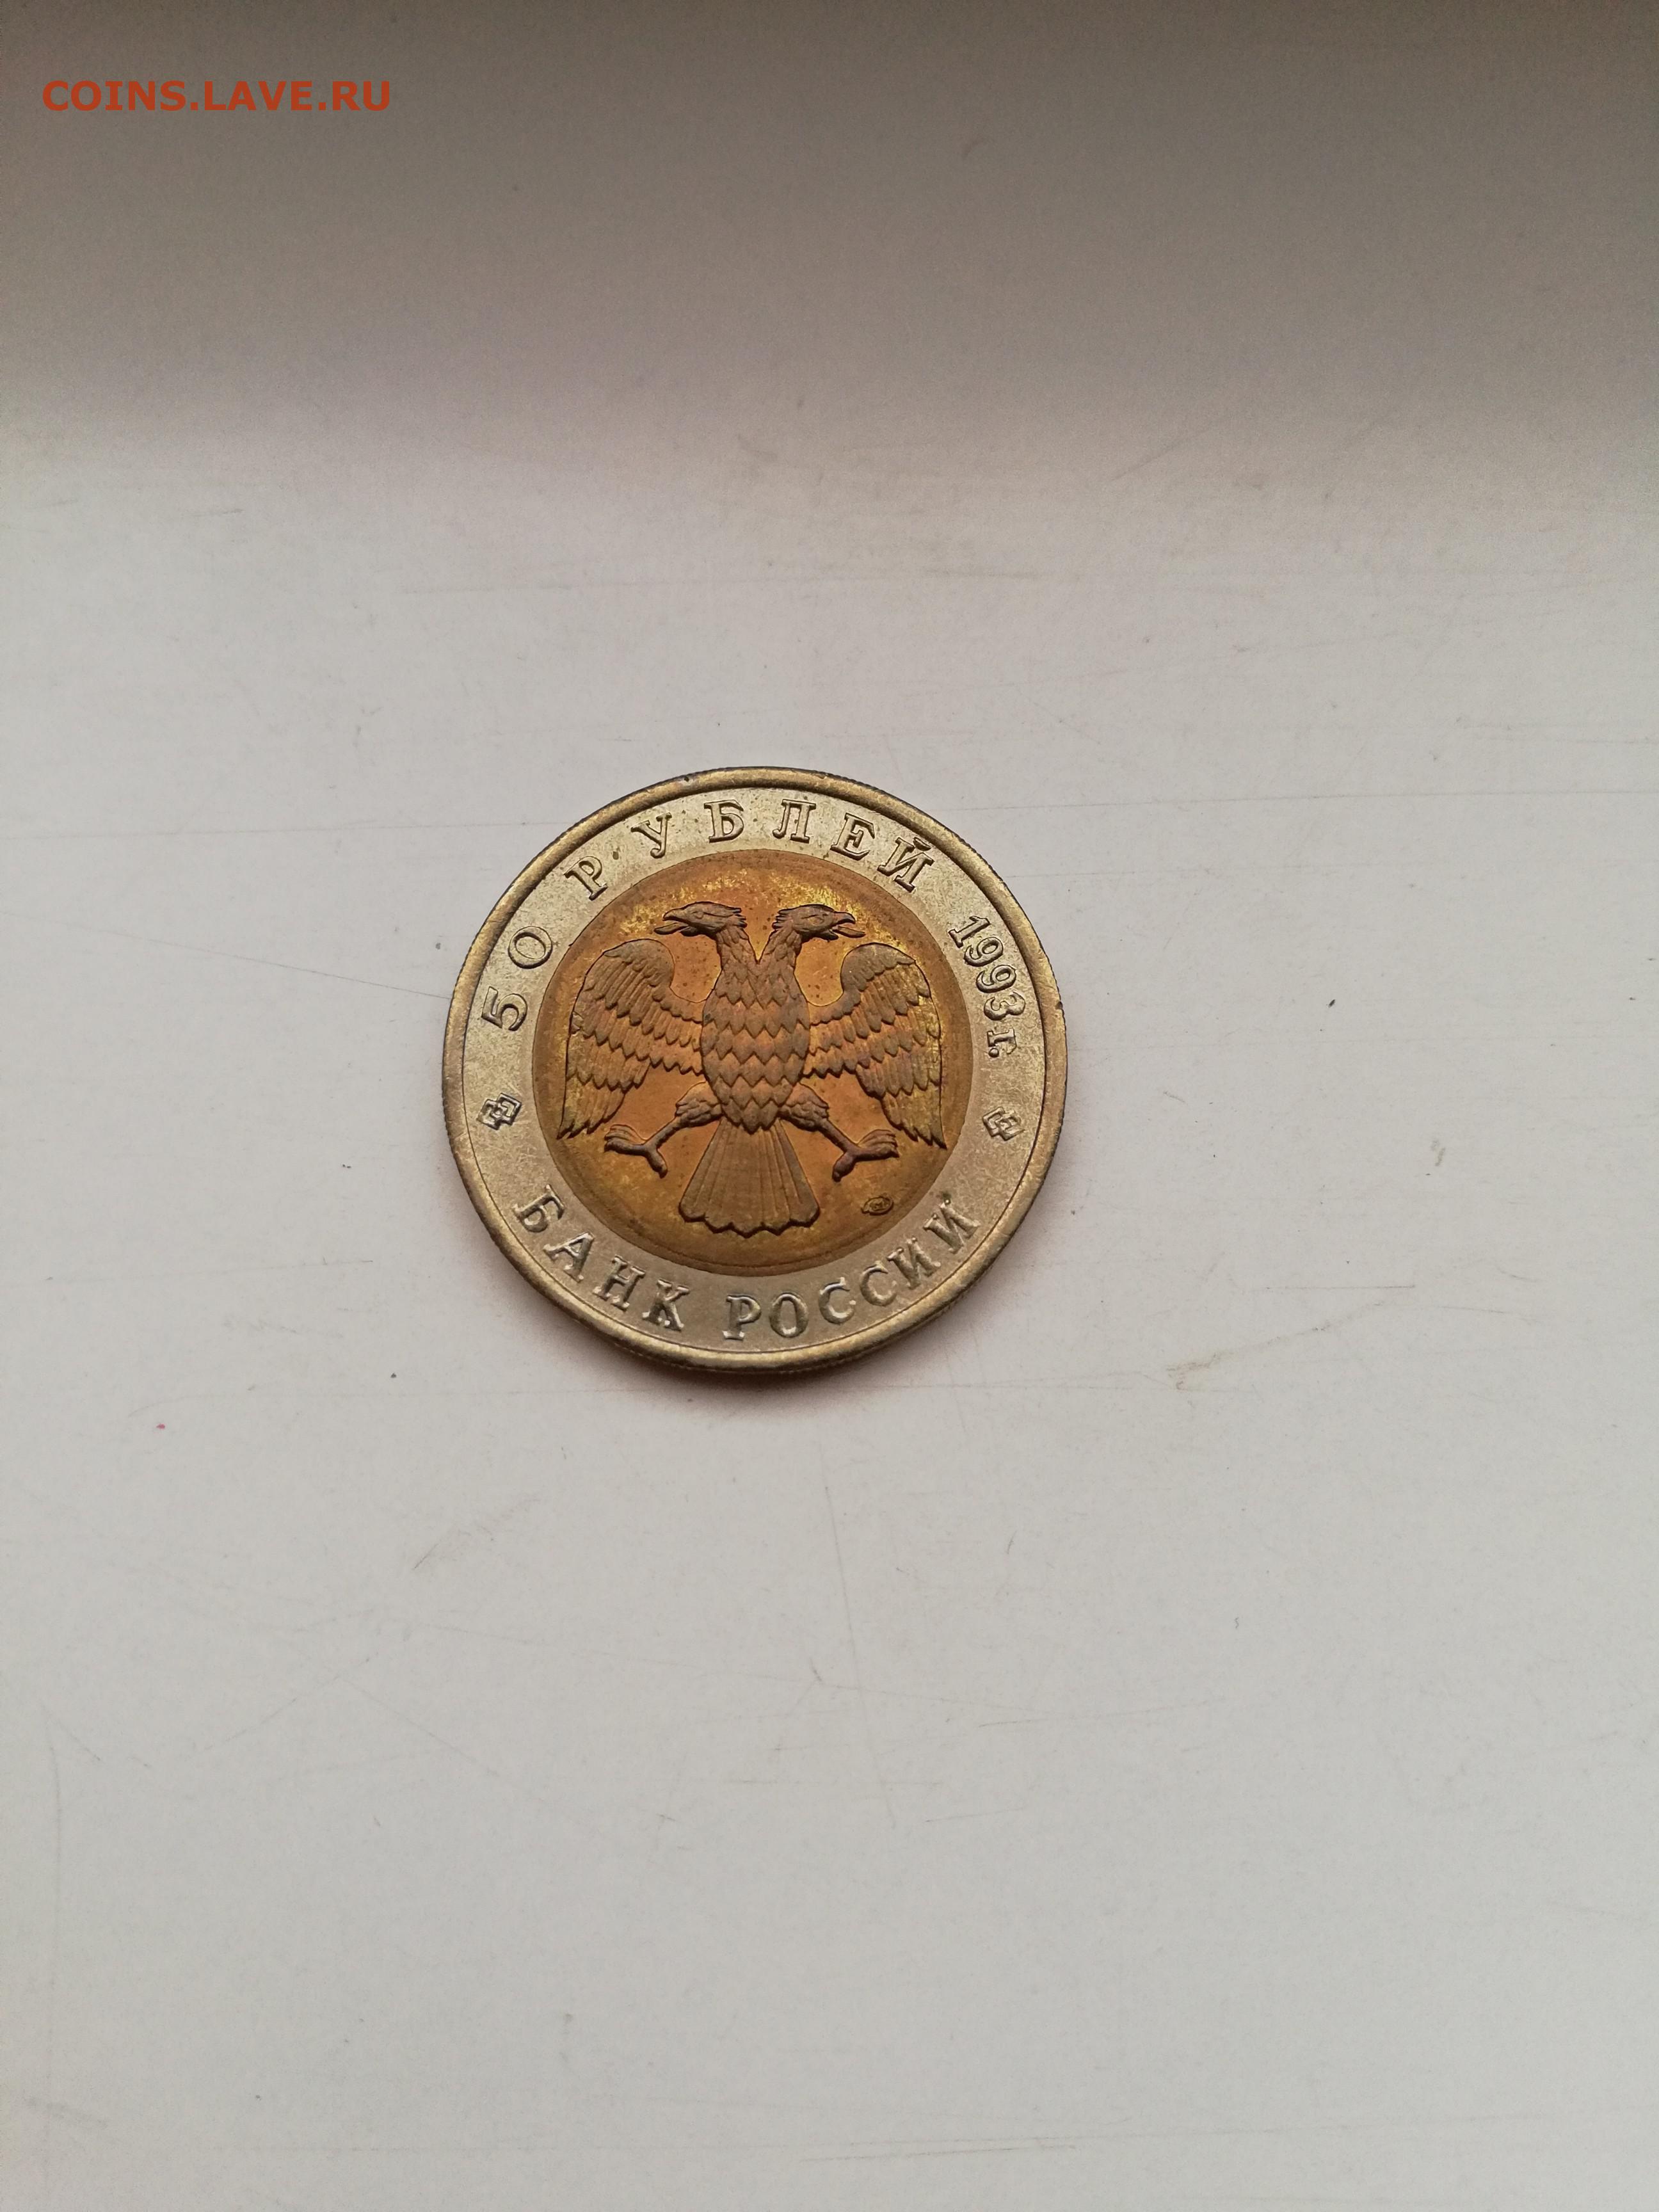 COINS.LAVE.RU
50 РУБЛЕЙ 1993 г.
БАНК РОССИИ